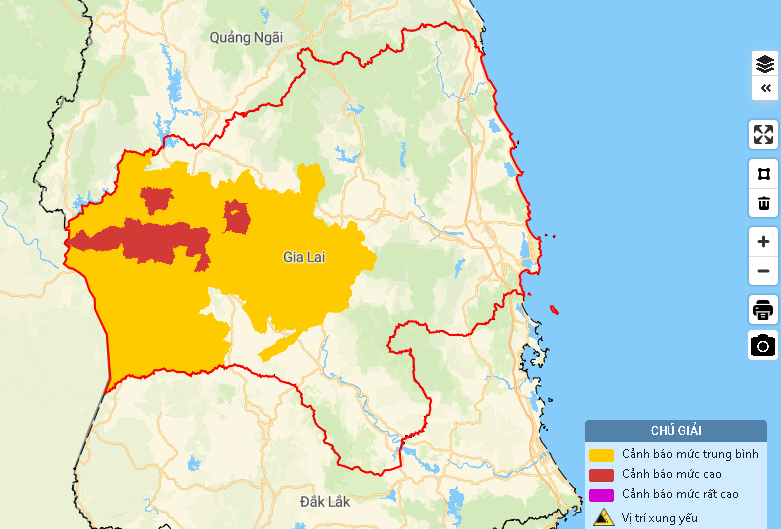 Quảng Ngãi
Gia Lai
Đắk Lắk
CHÚ GIẢI
Cảnh báo mức trung bình
Cảnh báo mức cao
Cảnh báo mức rất cao
Vị trí xung yếu